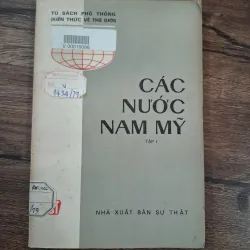 TỦ SÁCH PHỔ THÔNG
KIẾN THỨC VỀ THẾ GIỚI
V.00019006
V
CÁC
NƯỚC
NAM MỸ
TẬP I
NHÀ XUẤT BẢN SỰ THẬT